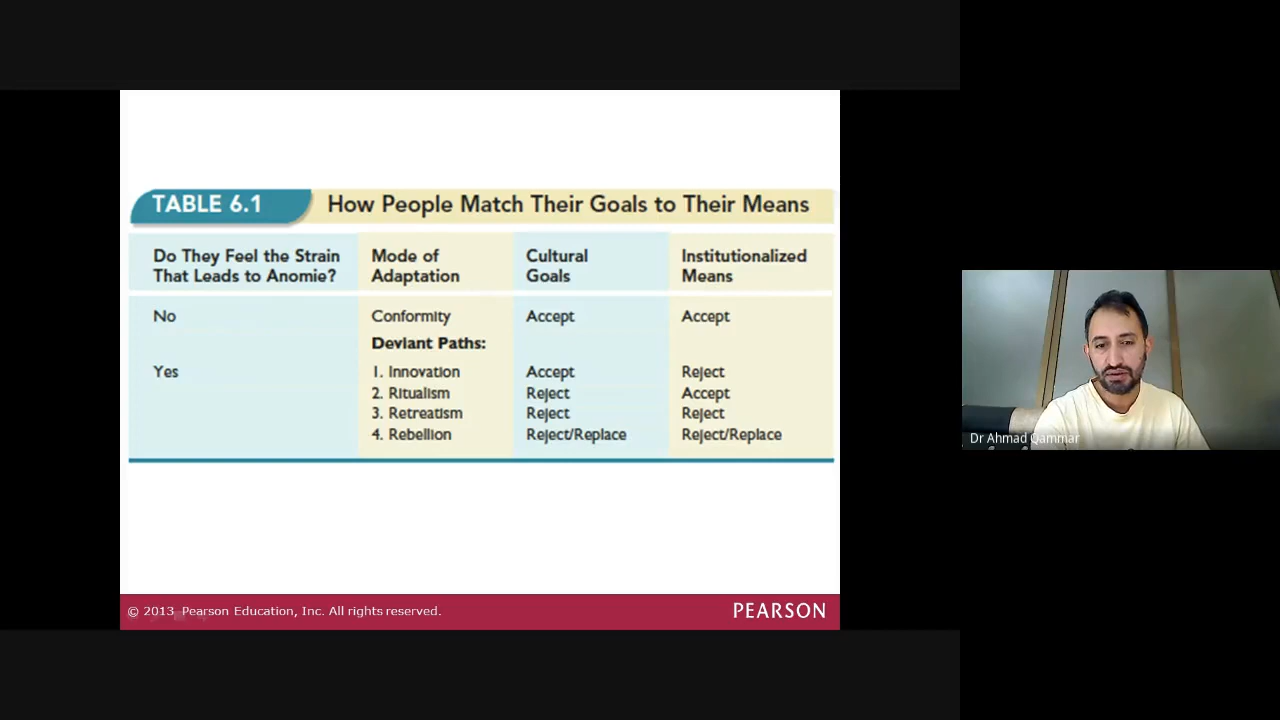 TABLE 6.1 How People Match Their Goals to Their Means
Do They Feel the Strain That Leads to Anomie? Mode of Adaptation Cultural Goals Institutionalized Means
No Conformity Accept Accept
Deviant Paths:
Yes 1. Innovation Accept Reject
2. Ritualism Reject Accept
3. Retreatism Reject Reject
4. Rebellion Reject/Replace Reject/Replace
Dr Ahmad Qammar
© 2013 Pearson Education, Inc. All rights reserved. PEARSON